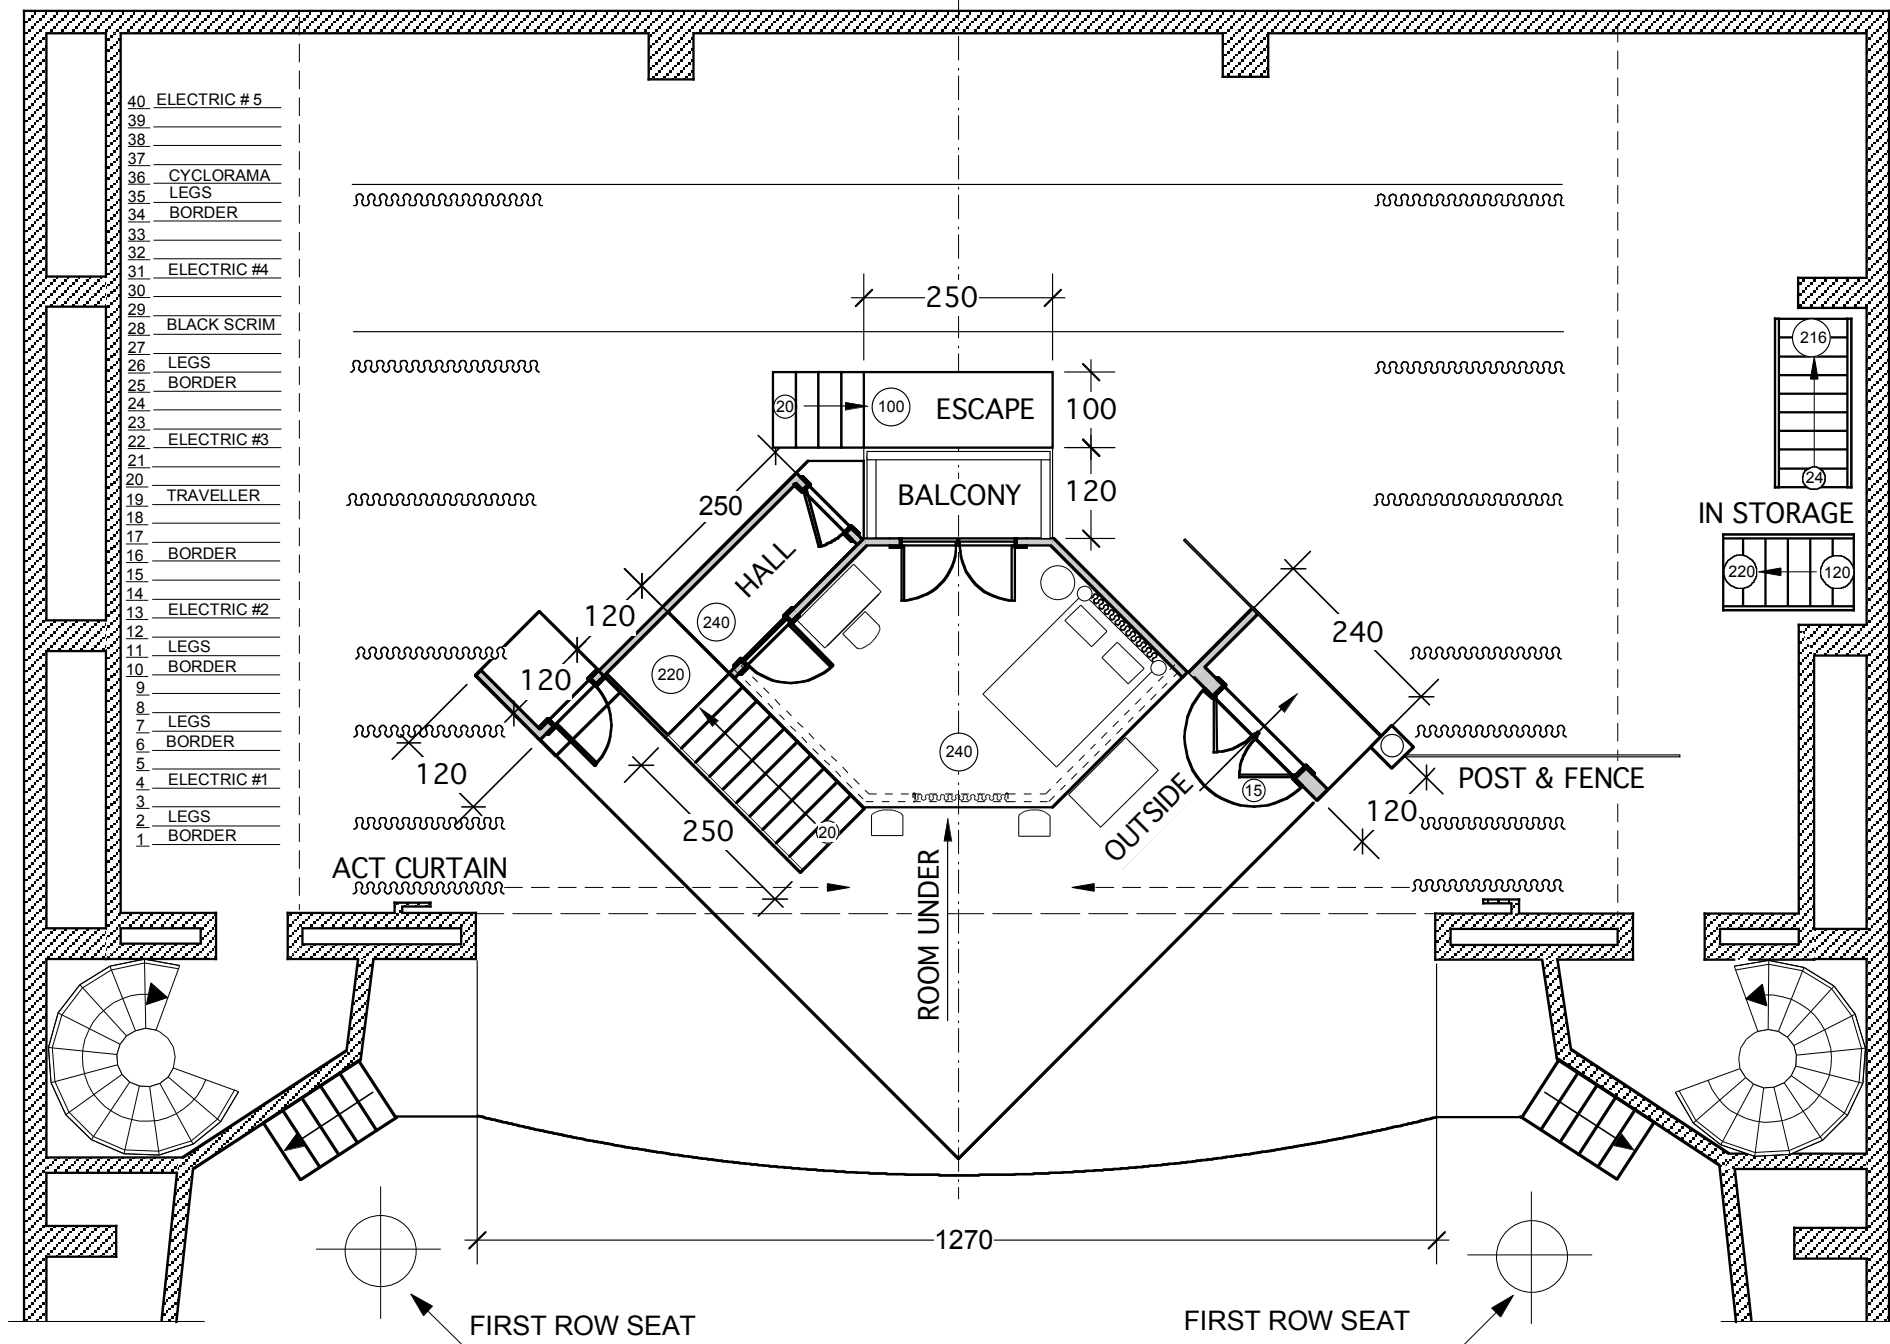 40 ELECTRIC # 5
39
38
37
36 CYCLORAMA
35 LEGS
34 BORDER
33
32
31 ELECTRIC #4
30
29
28 BLACK SCRIM
27
26 LEGS
25 BORDER
24
23
22 ELECTRIC #3
21
20
19 TRAVELLER
18
17
16 BORDER
15
14
13 ELECTRIC #2
12
11 LEGS
10 BORDER
9
8
7 LEGS
6 BORDER
5
4 ELECTRIC #1
3
2 LEGS
1 BORDER
250
20
100
ESCAPE
100
BALCONY
120
250
HALL
120
240
120
220
120
250
20
240
240
OUTSIDE
15
120
POST & FENCE
216
24
IN STORAGE
220
120
ACT CURTAIN
ROOM UNDER
1270
FIRST ROW SEAT
FIRST ROW SEAT